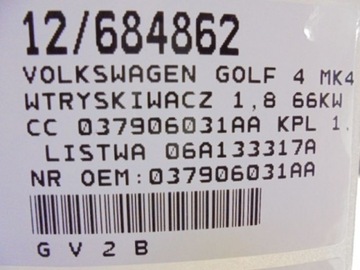 12/684862
VOLKSWAGEN GOLF 4 MK4
WTRYSKIWACZ 1,8 66KW
CC 037906031AA KPL 1.
LISTWA 06A133317A
NR OEM:037906031AA
G V 2 B